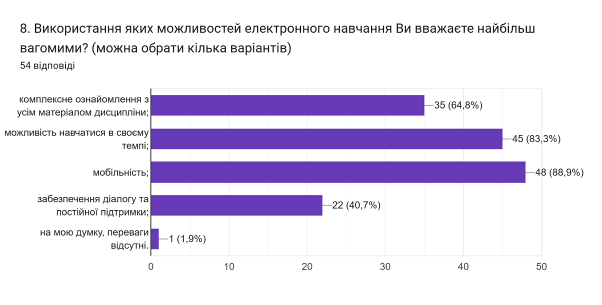 8. Використання яких можливостей електронного навчання Ви вважаєте найбільш
вагомими? (можна обрати кілька варіантів)
54 відповіді
комплексне ознайомлення з
усім матеріалом дисципліни;
35 (64,8%)
можливість навчатися в своєму
темпі;
45 (83,3%)
мобільність;
48 (88,9%)
забезпечення діалогу та
постійної підтримки;
22 (40,7%)
на мою думку, переваги
відсутні.
1 (1,9%)
0 10 20 30 40 50